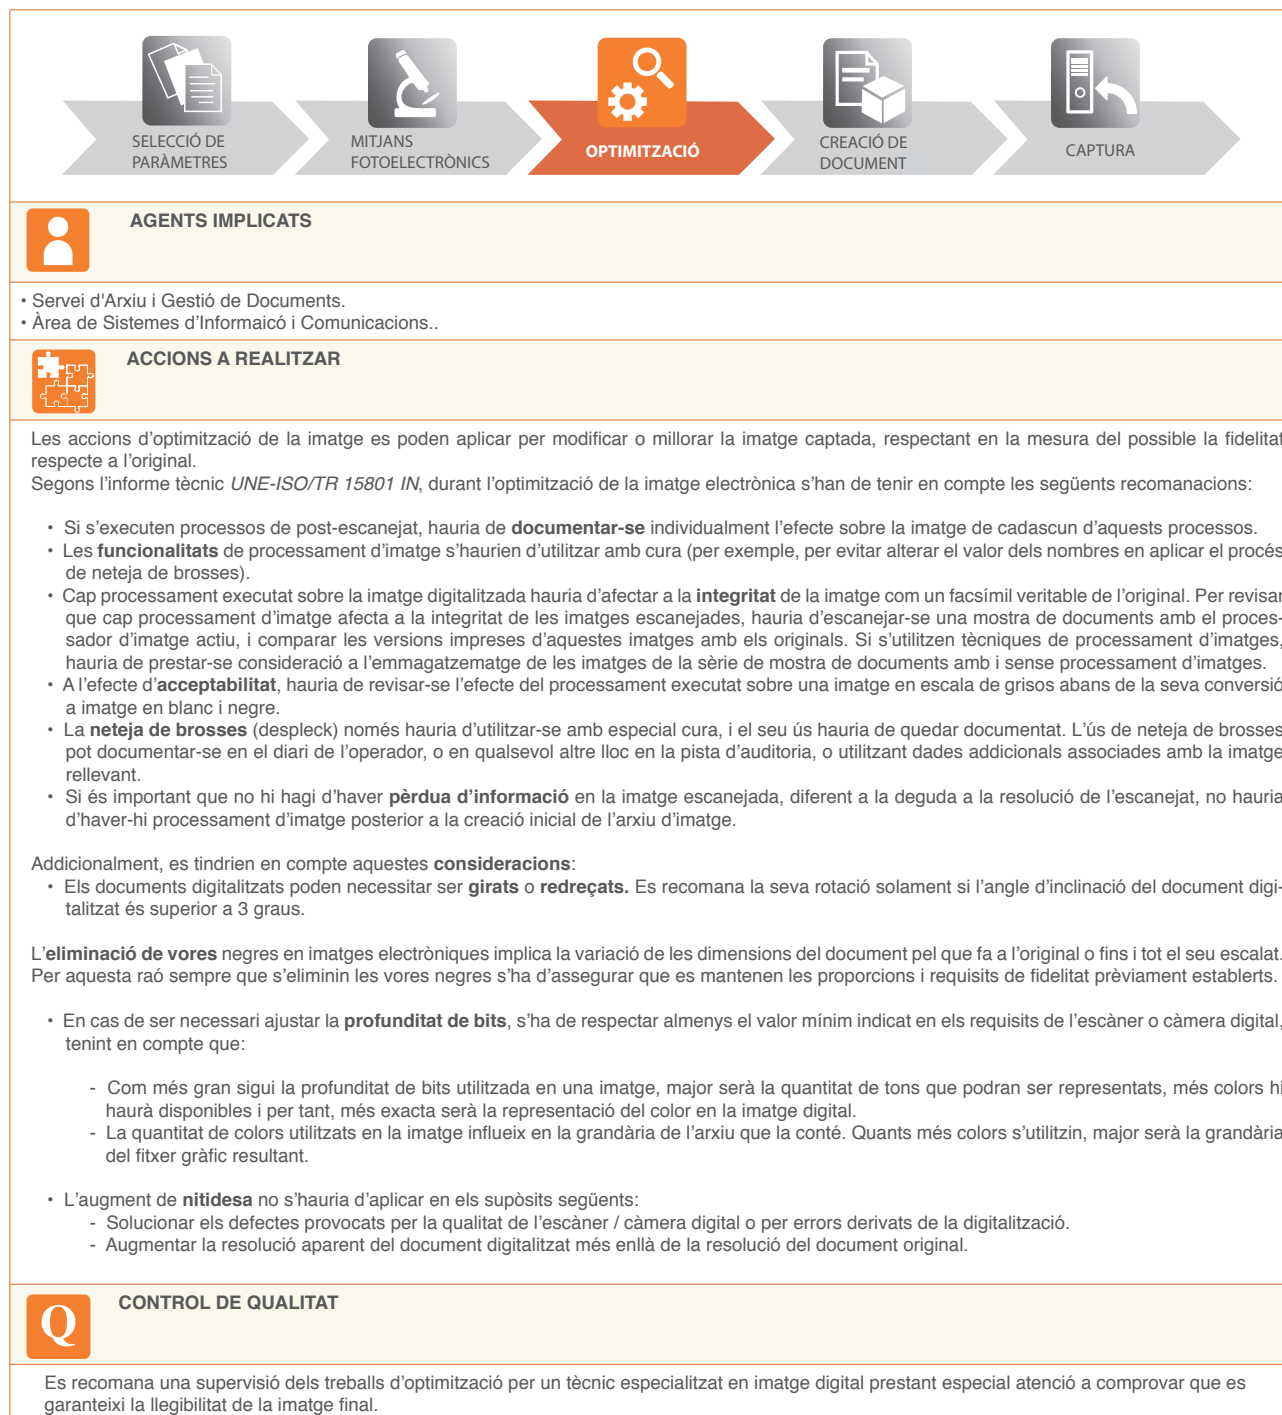 SELECCIÓ DE
PARÀMETRES
MITJANS
FOTOELECTRÒNICS
OPTIMITZACIÓ
CREACIÓ DE
DOCUMENT
CAPTURA
AGENTS IMPLICATS
• Servei d'Arxiu i Gestió de Documents.
• Àrea de Sistemes d’Informaicó i Comunicacions..
ACCIONS A REALITZAR
Les accions d’optimització de la imatge es poden aplicar per modificar o millorar la imatge captada, respectant en la mesura del possible la fidelitat
respecte a l’original.
Segons l’informe tècnic UNE-ISO/TR 15801 IN, durant l’optimització de la imatge electrònica s’han de tenir en compte les següents recomanacions:
• Si s’executen processos de post-escanejat, hauria de documentar-se individualment l’efecte sobre la imatge de cadascun d’aquests processos.
• Les funcionalitats de processament d’imatge s’haurien d’utilitzar amb cura (per exemple, per evitar alterar el valor dels nombres en aplicar el procés
de neteja de brosses).
• Cap processament executat sobre la imatge digitalitzada hauria d’afectar a la integritat de la imatge com un facsímil veritable de l’original. Per revisar
que cap processament d’imatge afecta a la integritat de les imatges escanejades, hauria d’escanejar-se una mostra de documents amb el proces-
sador d’imatge actiu, i comparar les versions impreses d’aquestes imatges amb els originals. Si s’utilitzen tècniques de processament d’imatges,
hauria de prestar-se consideració a l’emmagatzematge de les imatges de la sèrie de mostra de documents amb i sense processament d’imatges.
• A l’efecte d’acceptabilitat, hauria de revisar-se l’efecte del processament executat sobre una imatge en escala de grisos abans de la seva conversió
a imatge en blanc i negre.
• La neteja de brosses (despleck) només hauria d’utilitzar-se amb especial cura, i el seu ús hauria de quedar documentat. L’ús de neteja de brosses
pot documentar-se en el diari de l’operador, o en qualsevol altre lloc en la pista d’auditoria, o utilitzant dades addicionals associades amb la imatge
rellevant.
• Si és important que no hi hagi d’haver pèrdua d’informació en la imatge escanejada, diferent a la deguda a la resolució de l’escanejat, no hauria
d’haver-hi processament d’imatge posterior a la creació inicial de l’arxiu d’imatge.
Addicionalment, es tindrien en compte aquestes consideracions:
• Els documents digitalitzats poden necessitar ser girats o redreçats. Es recomana la seva rotació solament si l’angle d’inclinació del document digi-
talitzat és superior a 3 graus.
L’eliminació de vores negres en imatges electròniques implica la variació de les dimensions del document pel que fa a l’original o fins i tot el seu escalat.
Per aquesta raó sempre que s’eliminin les vores negres s’ha d’assegurar que es mantenen les proporcions i requisits de fidelitat prèviament establerts.
• En cas de ser necessari ajustar la profunditat de bits, s’ha de respectar almenys el valor mínim indicat en els requisits de l’escàner o càmera digital,
tenint en compte que:
- Com més gran sigui la profunditat de bits utilitzada en una imatge, major serà la quantitat de tons que podran ser representats, més colors hi
haurà disponibles i per tant, més exacta serà la representació del color en la imatge digital.
- La quantitat de colors utilitzats en la imatge influeix en la grandària de l’arxiu que la conté. Quants més colors s’utilitzin, major serà la grandària
del fitxer gràfic resultant.
• L’augment de nitidesa no s’hauria d’aplicar en els supòsits següents:
- Solucionar els defectes provocats per la qualitat de l’escàner / càmera digital o per errors derivats de la digitalització.
- Augmentar la resolució aparent del document digitalitzat més enllà de la resolució del document original.
Q
CONTROL DE QUALITAT
Es recomana una supervisió dels treballs d’optimització per un tècnic especialitzat en imatge digital prestant especial atenció a comprovar que es
garanteixi la llegibilitat de la imatge final.